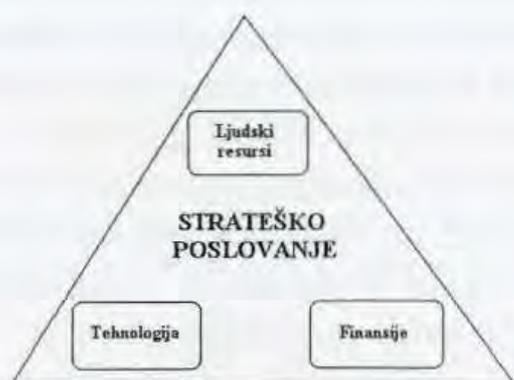 Ljudski
resursi
STRATEŠKO
POSLOVANJE
Tehnologija
Finansije